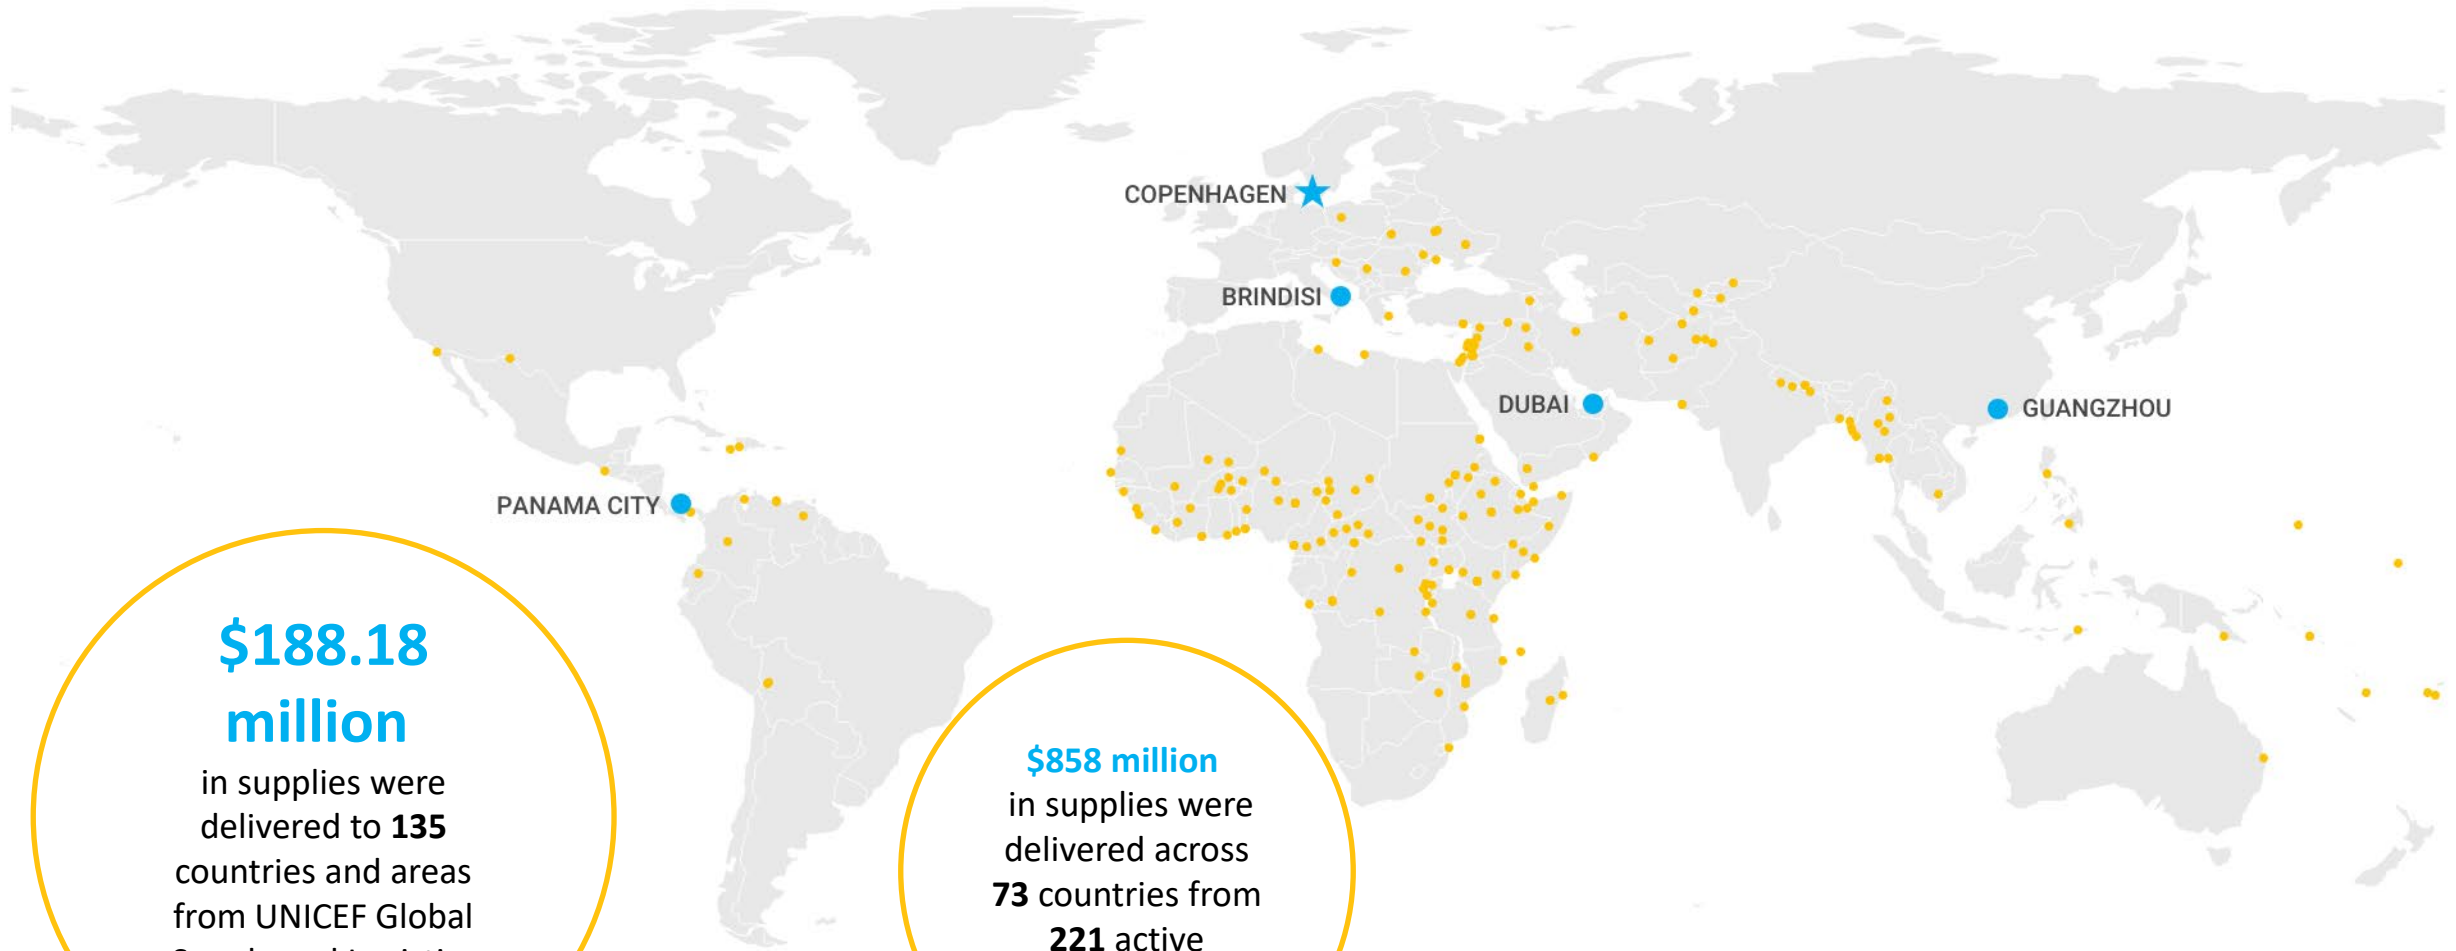 COPENHAGEN
BRINDISI
DUBAI
GUANGZHOU
PANAMA CITY
$188.18
million
in supplies were
delivered to 135
countries and areas
from UNICEF Global
$858 million
in supplies were
delivered across
73 countries from
221 active